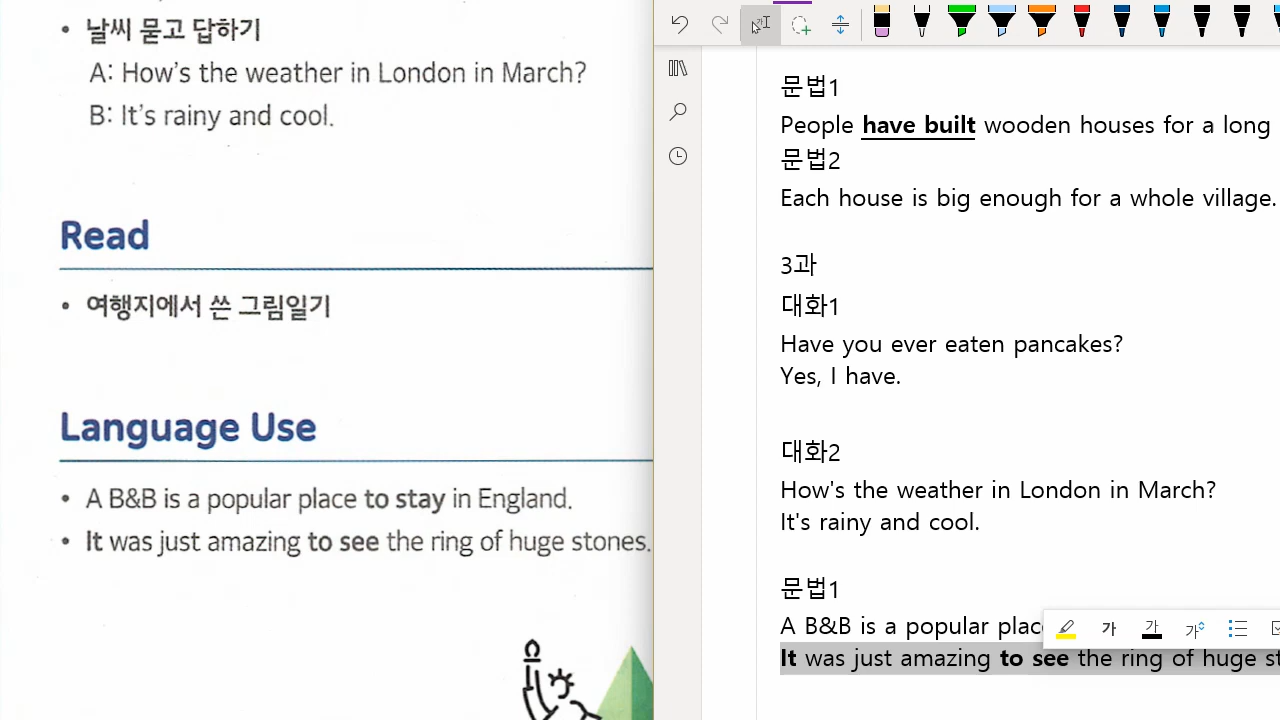 • 날씨 묻고 답하기
A: How's the weather in London in March?
B: It's rainy and cool.
Read
• 여행지에서 쓴 그림일기
Language Use
• A B&B is a popular place to stay in England.
• It was just amazing to see the ring of huge stones.
문법1
People have built wooden houses for a long
문법2
Each house is big enough for a whole village.
3과
대화1
Have you ever eaten pancakes?
Yes, I have.
대화2
How's the weather in London in March?
It's rainy and cool.
문법1
A B&B is a popular
가 가 가
It was just amazing to see the ring of huge